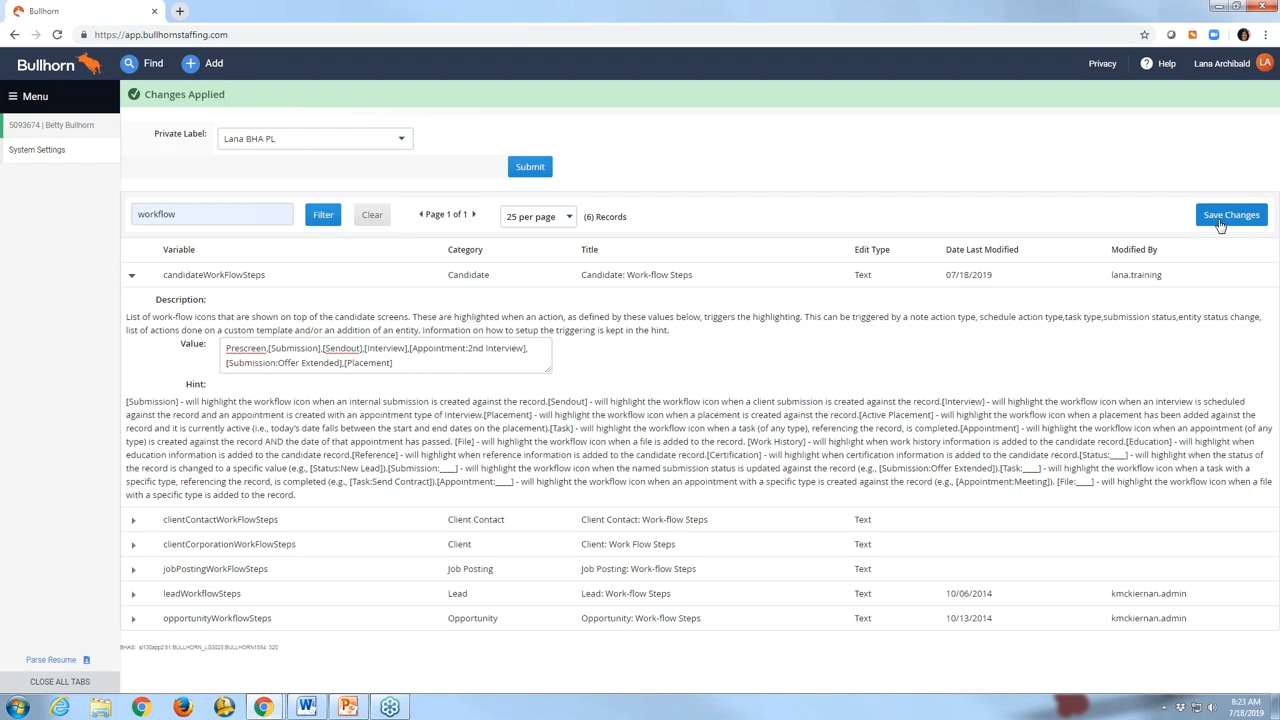 Bullhorn
https://app.bullhornstaffing.com
Bullhorn Find Add Privacy Help Lana Archibald LA
Menu
5093674 | Betty Bullhorn
System Settings
Changes Applied
Private Label: Lana BHA PL
Submit
workflow Filter Clear Page 1 of 1 25 per page (6) Records Save Changes
Variable Category Title Edit Type Date Last Modified Modified By
candidateWorkFlowSteps Candidate Candidate: Work-flow Steps Text 07/18/2019 lana.training
Description:
List of work-flow icons that are shown on top of the candidate screens. These are highlighted when an action, as defined by these values below, triggers the highlighting. This can be triggered by a note action type, schedule action type,task type,submission status,entity status change,
list of actions done on a custom template and/or an addition of an entity. Information on how to setup the triggering is kept in the hint.
Value: Prescreen,[Submission],[Sendout],[Interview],[Appointment:2nd Interview],
[Submission:Offer Extended],[Placement]
Hint:
[Submission] - will highlight the workflow icon when an internal submission is created against the record.[Sendout] - will highlight the workflow icon when a client submission is created against the record.[Interview] - will highlight the workflow icon when an interview is scheduled
against the record and an appointment is created with an appointment type of Interview.[Placement] - will highlight the workflow icon when a placement is created against the record.[Active Placement] - will highlight the workflow icon when a placement has been added against the
record and it is currently active (i.e., today's date falls between the start and end dates on the placement).[Task] - will highlight the workflow icon when a task (of any type), referencing the record, is completed.[Appointment] - will highlight the workflow icon when an appointment (of any
type) is created against the record AND the date of that appointment has passed. [File] - will highlight the workflow icon when a file is added to the record. [Work History] - will highlight when work history information is added to the candidate record.[Education] - will highlight when
education information is added to the candidate record.[Reference] - will highlight when reference information is added to the candidate record.[Certification] - will highlight when certification information is added to the candidate record.[Status:____] - will highlight when the status of
the record is changed to a specific value (e.g., [Status:New Lead]).[Submission:____] - will highlight the workflow icon when the named submission status is updated against the record (e.g., [Submission:Offer Extended]).[Task:____] - will highlight the workflow icon when a task with a
specific type, referencing the record, is completed (e.g., [Task:Send Contract]).[Appointment:____] - will highlight the workflow icon when an appointment with a specific type is created against the record (e.g., [Appointment:Meeting]). [File:____] - will highlight the workflow icon when a file
with a specific type is added to the record.
clientContactWorkFlowSteps Client Contact Client Contact: Work-flow Steps Text
clientCorporationWorkFlowSteps Client Client: Work Flow Steps Text
jobPostingWorkFlowSteps Job Posting Job Posting: Work-flow Steps Text
leadWorkflowSteps Lead Lead: Work-flow Steps Text 10/06/2014 kmckiernan.admin
opportunityWorkflowSteps Opportunity Opportunity: Work-flow Steps Text 10/13/2014 kmckiernan.admin
Parse Resume
CLOSE ALL TABS
8:23 AM
7/18/2019